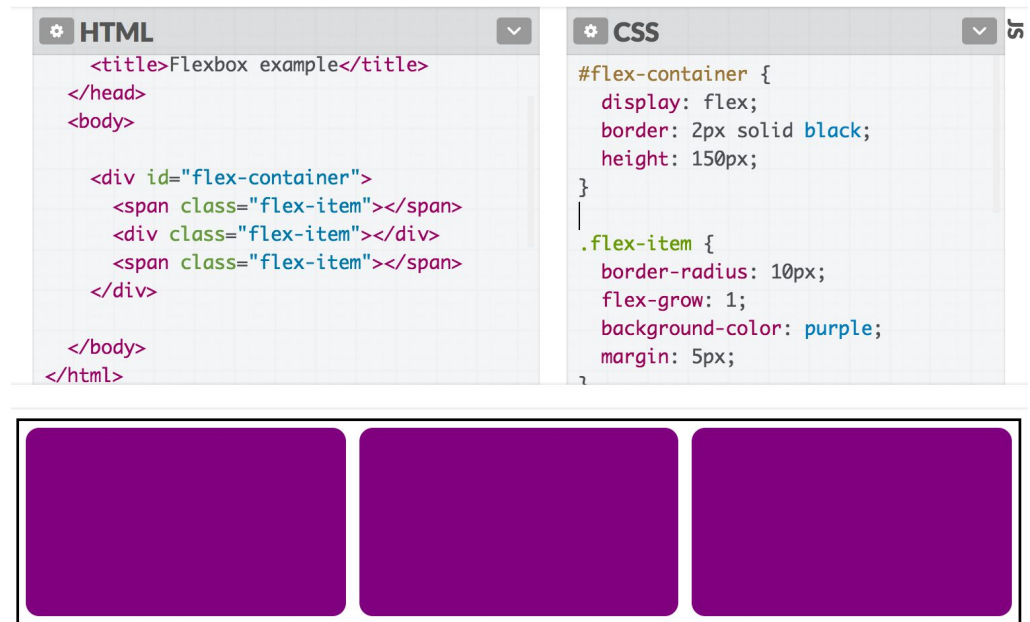 HTML
<title>Flexbox example</title>
</head>
<body>
<div id="flex-container">
<span class="flex-item"></span>
<div class="flex-item"></div>
<span class="flex-item"></span>
</div>
</body>
</html>
CSS
#flex-container {
display: flex;
border: 2px solid black;
height: 150px;
}
.flex-item {
border-radius: 10px;
flex-grow: 1;
background-color: purple;
margin: 5px;
}
JS